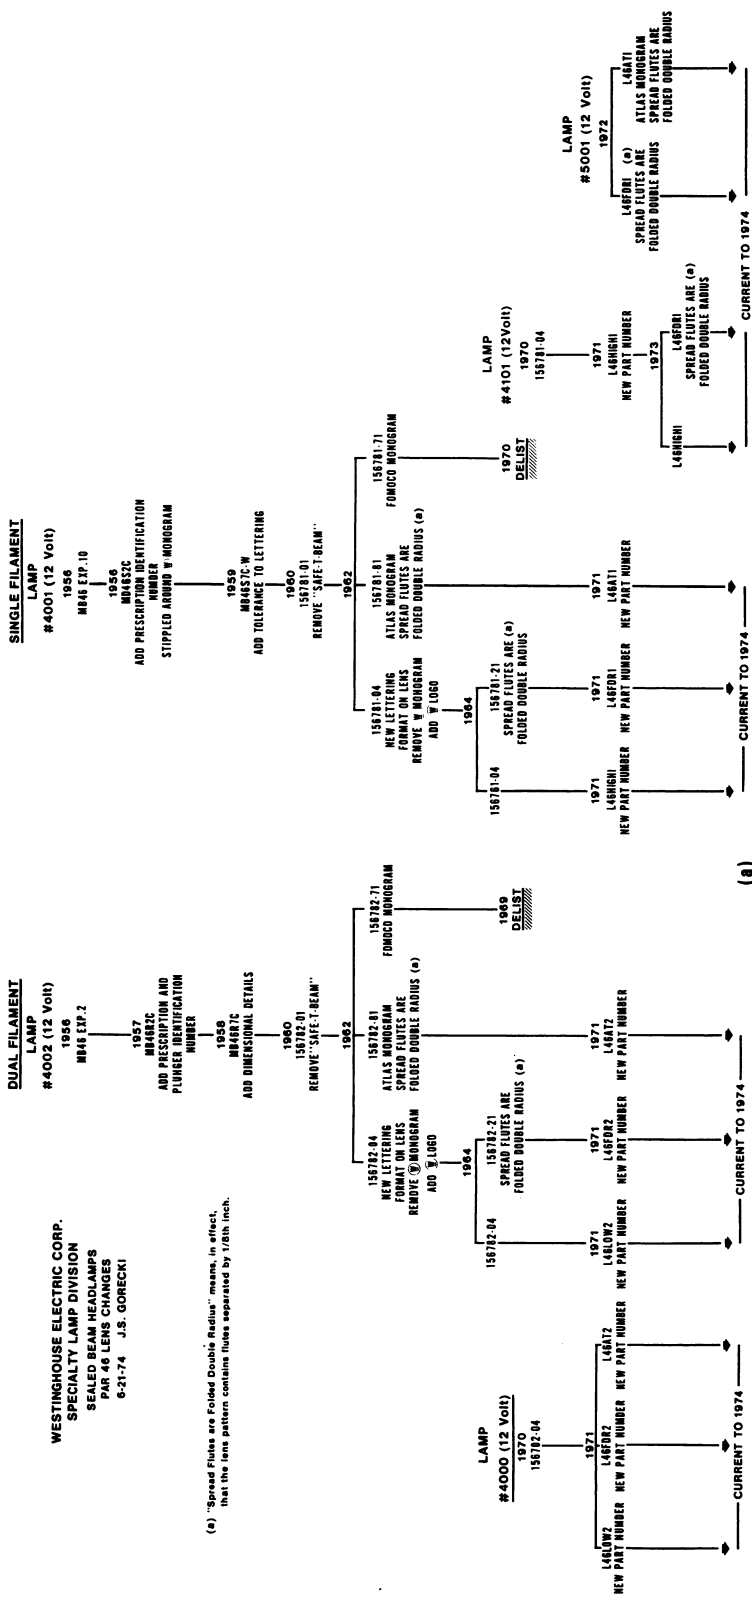 WESTINGHOUSE ELECTRIC CORP.
SPECIALTY LAMP DIVISION
SEALED BEAM HEADLAMPS
PAR 46 LENS CHANGES
6-21-74 J.S. GORECKI
(a) "Spread Flutes are Folded Double Radius" means, in effect,
that the lens pattern contains flutes separated by 1/8th inch.
LAMP
#4000 (12 Volt)
1970
156782-04
1971
L46LOW2
NEW PART NUMBER
L46FDR2
NEW PART NUMBER
L46AT2
NEW PART NUMBER
CURRENT TO 1974
DUAL FILAMENT
LAMP
#4002 (12 Volt)
1956
MB46 EXP.2
1957
MB46R2C
ADD PRESCRIPTION AND
PLUNGER IDENTIFICATION
NUMBER
1958
MB46R7C
ADD DIMENSIONAL DETAILS
1960
156782-01
REMOVE "SAFE-T-BEAM"
1962
156782-04
NEW LETTERING
FORMAT ON LENS
REMOVE W MONOGRAM
ADD W LOGO
1964
156782-04
1971
L46LOW2
NEW PART NUMBER
156782-21
SPREAD FLUTES ARE
FOLDED DOUBLE RADIUS (a)
1971
L46FDR2
NEW PART NUMBER
156782-81
ATLAS MONOGRAM
SPREAD FLUTES ARE
FOLDED DOUBLE RADIUS (a)
1971
L46AT2
NEW PART NUMBER
156782-71
FOMOCO MONOGRAM
1969
DELIST
CURRENT TO 1974
SINGLE FILAMENT
LAMP
#4001 (12 Volt)
1956
MB46 EXP.10
1956
MD46S2C
ADD PRESCRIPTION IDENTIFICATION
NUMBER
STIPPLED AROUND W MONOGRAM
1959
MB46S7C-W
ADD TOLERANCE TO LETTERING
1960
156781-01
REMOVE "SAFE-T-BEAM"
1962
156781-04
NEW LETTERING
FORMAT ON LENS
REMOVE W MONOGRAM
ADD W LOGO
1964
156761-04
1971
L46HIGH1
NEW PART NUMBER
156781-21
SPREAD FLUTES ARE (a)
FOLDED DOUBLE RADIUS
1971
L46FDR1
NEW PART NUMBER
156781-81
ATLAS MONOGRAM
SPREAD FLUTES ARE
FOLDED DOUBLE RADIUS (a)
1971
L46AT1
NEW PART NUMBER
156781-71
FOMOCO MONOGRAM
1970
DELIST
CURRENT TO 1974
LAMP
#4101 (12Volt)
1970
156781-04
1971
L46HIGH1
NEW PART NUMBER
1973
L46HIGH1
L46FDR1
SPREAD FLUTES ARE (a)
FOLDED DOUBLE RADIUS
LAMP
#5001 (12 Volt)
1972
L46FDR1 (a)
SPREAD FLUTES ARE
FOLDED DOUBLE RADIUS
L46AT1
ATLAS MONOGRAM
SPREAD FLUTES ARE
FOLDED DOUBLE RADIUS
CURRENT TO 1974
(a)